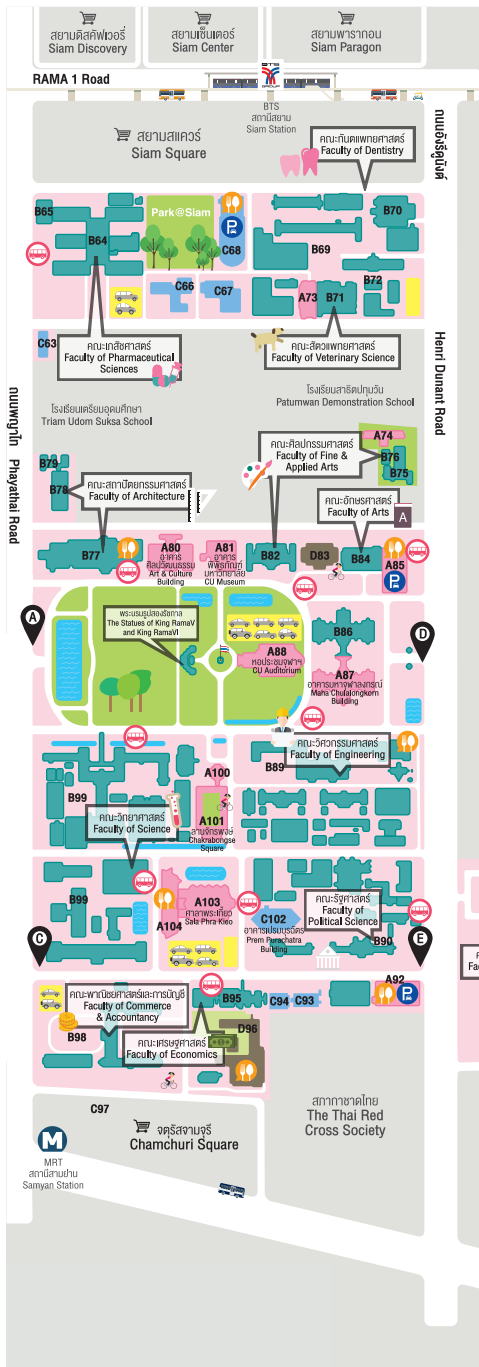 สยามดิสคัฟเวอรี่
Siam Discovery
สยามเซ็นเตอร์
Siam Center
สยามพารากอน
Siam Paragon
RAMA 1 Road
BTS
GROUP
BTS
สถานีสยาม
Siam Station
สยามสแควร์
Siam Square
ถนนอังรีดูนังต์
คณะทันตแพทยศาสตร์
Faculty of Dentistry
B65
B64
Park@Siam
P
C68
B70
B69
B72
C66
C67
A73
B71
C63
คณะเภสัชศาสตร์
Faculty of Pharmaceutical
Sciences
คณะสัตวแพทยศาสตร์
Faculty of Veterinary Science
Henri Dunant Road
โรงเรียนสาธิตปทุมวัน
Patumwan Demonstration School
โรงเรียนเตรียมอุดมศึกษา
Triam Udom Suksa School
ถนนพญาไท Phayathai Road
A74
B76
B75
คณะศิลปกรรมศาสตร์
Faculty of Fine &
Applied Arts
B79
B78
คณะสถาปัตยกรรมศาสตร์
Faculty of Architecture
คณะอักษรศาสตร์
Faculty of Arts
A
B77
A80
อาคาร
ศิลปวัฒนธรรม
Art & Culture
Building
A81
อาคาร
พิพิธภัณฑ์
มหาวิทยาลัย
CU Museum
B82
D83
B84
A85
P
A
พระบรมรูปสองรัชกาล
The Statues of King RamaV
and King RamaVI
B86
D
A88
หอประชุมจุฬาฯ
CU Auditorium
A87
อาคารมหาจุฬาลงกรณ์
Maha Chulalongkorn
Building
คณะวิศวกรรมศาสตร์
Faculty of Engineering
B89
A100
B99
คณะวิทยาศาสตร์
Faculty of Science
A101
ลานจักรพงษ์
Chakrabongse
Square
B99
A103
ศาลาพระเกี้ยว
Sala Phra Kieo
A104
C102
อาคารเปรมบุรฉัตร
Prem Purachatra
Building
คณะรัฐศาสตร์
Faculty of
Political Science
B90
C
E
A92
P
คณะพาณิชยศาสตร์และการบัญชี
Faculty of Commerce
& Accountancy
B95
C94
C93
B98
คณะเศรษฐศาสตร์
Faculty of Economics
D96
C97
จตุรัสจามจุรี
Chamchuri Square
สภากาชาดไทย
The Thai Red
Cross Society
M
MRT
สถานีสามย่าน
Samyan Station